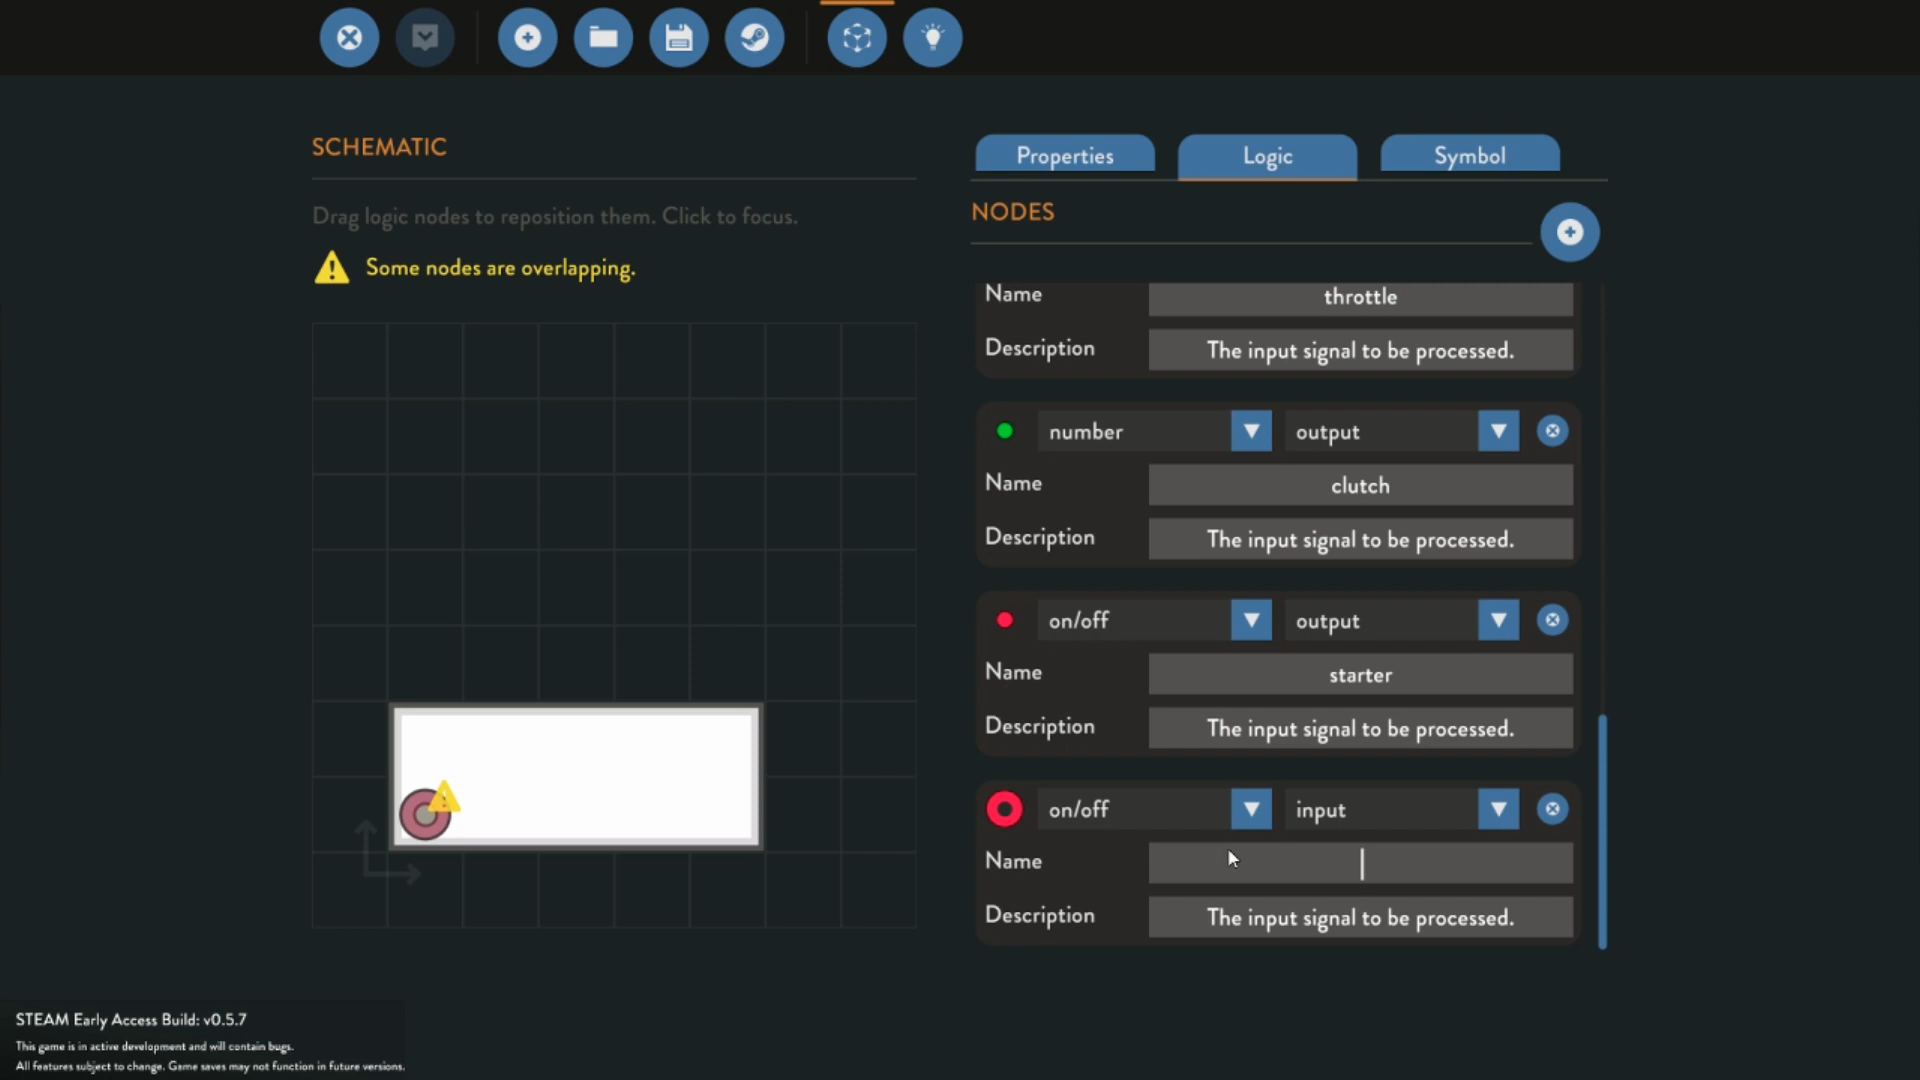 SCHEMATIC
Drag logic nodes to reposition them. Click to focus.
Some nodes are overlapping.
Properties
Logic
Symbol
NODES
Name
throttle
Description
The input signal to be processed.
number
output
Name
clutch
Description
The input signal to be processed.
on/off
output
Name
starter
Description
The input signal to be processed.
on/off
input
Name
Description
The input signal to be processed.
STEAM Early Access Build: v0.5.7
This game is in active development and will contain bugs.
All features subject to change. Game saves may not function in future versions.